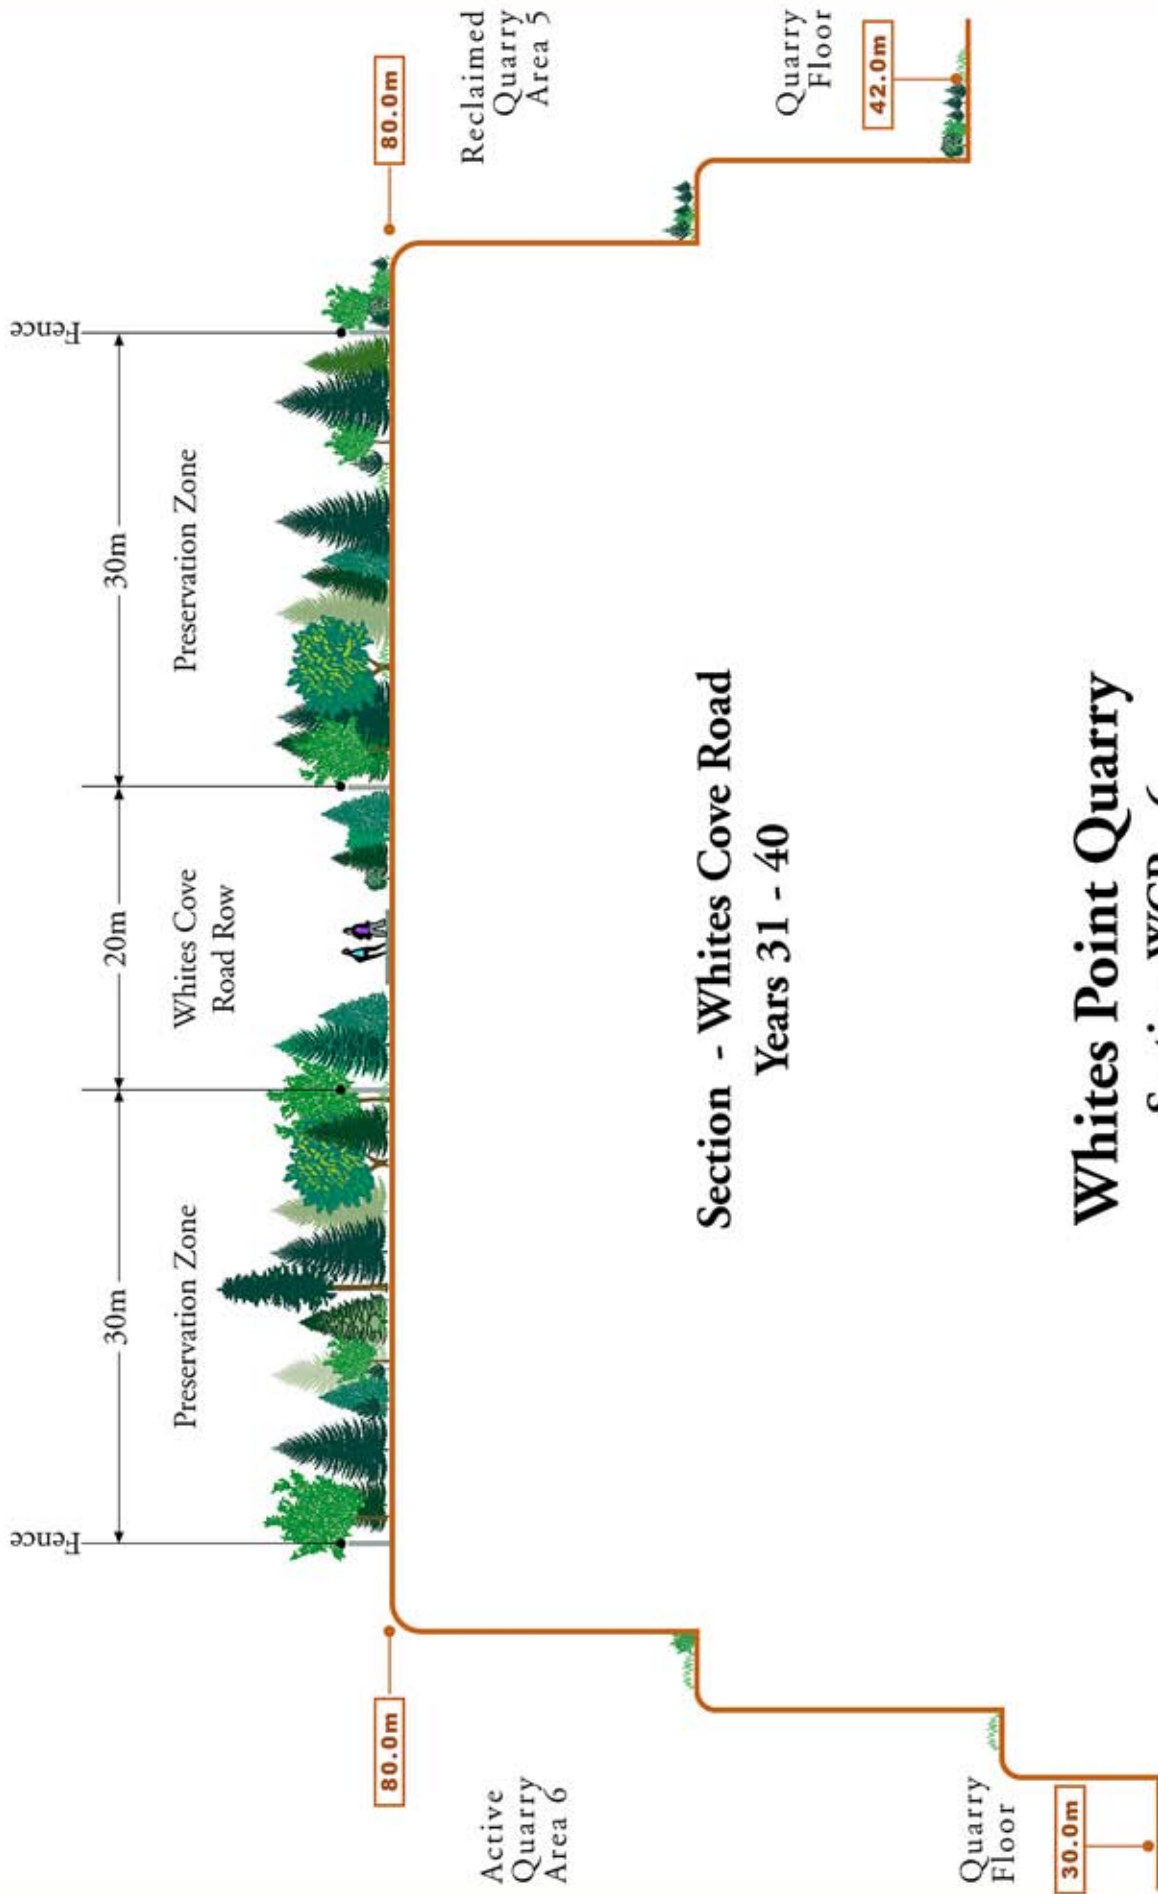 Fence
30m
20m
30m
Fence
Preservation Zone
Whites Cove
Road Row
Preservation Zone
80.0m
80.0m
Active
Quarry
Area 6
Reclaimed
Quarry
Area 5
Section - Whites Cove Road
Years 31 - 40
Quarry
Floor
42.0m
Quarry
Floor
30.0m
Whites Point Quarry